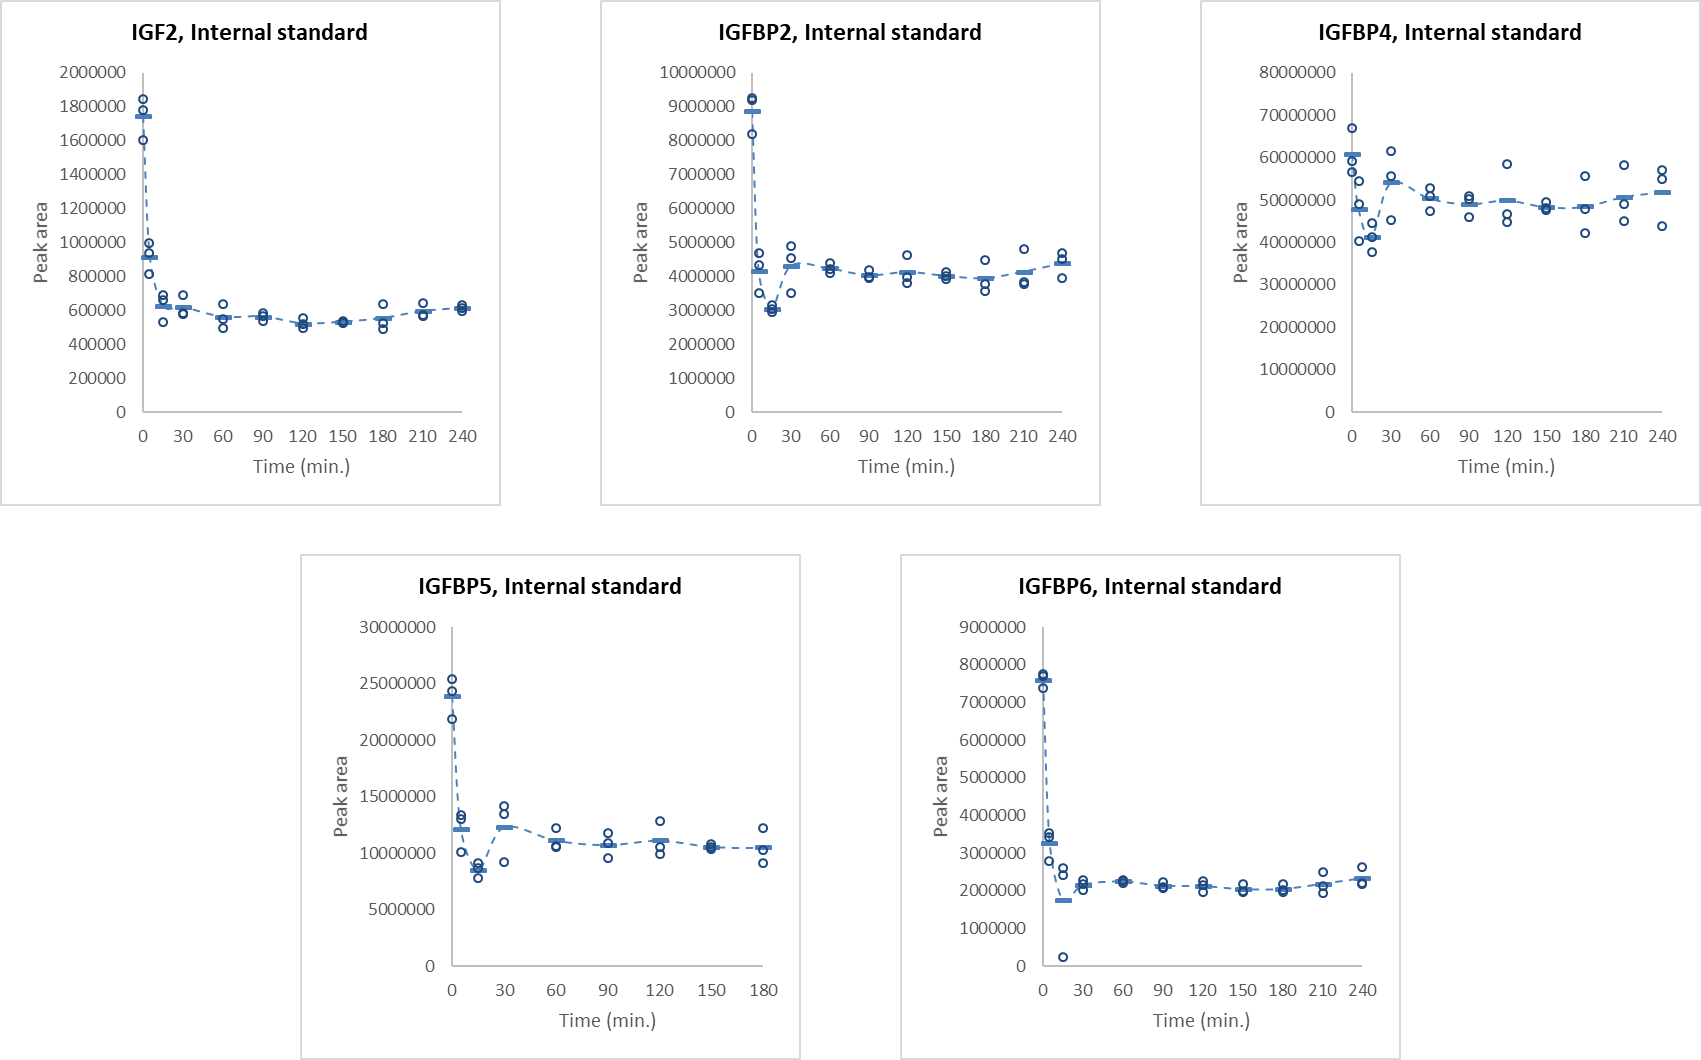 IGF2, Internal standard
2000000
1800000
1600000
1400000
1200000
1000000
800000
600000
400000
200000
0
Peak area
0 30 60 90 120 150 180 210 240
Time (min.)
IGFBP2, Internal standard
10000000
9000000
8000000
7000000
6000000
5000000
4000000
3000000
2000000
1000000
0
Peak area
0 30 60 90 120 150 180 210 240
Time (min.)
IGFBP4, Internal standard
80000000
70000000
60000000
50000000
40000000
30000000
20000000
10000000
0
Peak area
0 30 60 90 120 150 180 210 240
Time (min.)
IGFBP5, Internal standard
30000000
25000000
20000000
15000000
10000000
5000000
0
Peak area
0 30 60 90 120 150 180
Time (min.)
IGFBP6, Internal standard
9000000
8000000
7000000
6000000
5000000
4000000
3000000
2000000
1000000
0
Peak area
0 30 60 90 120 150 180 210 240
Time (min.)